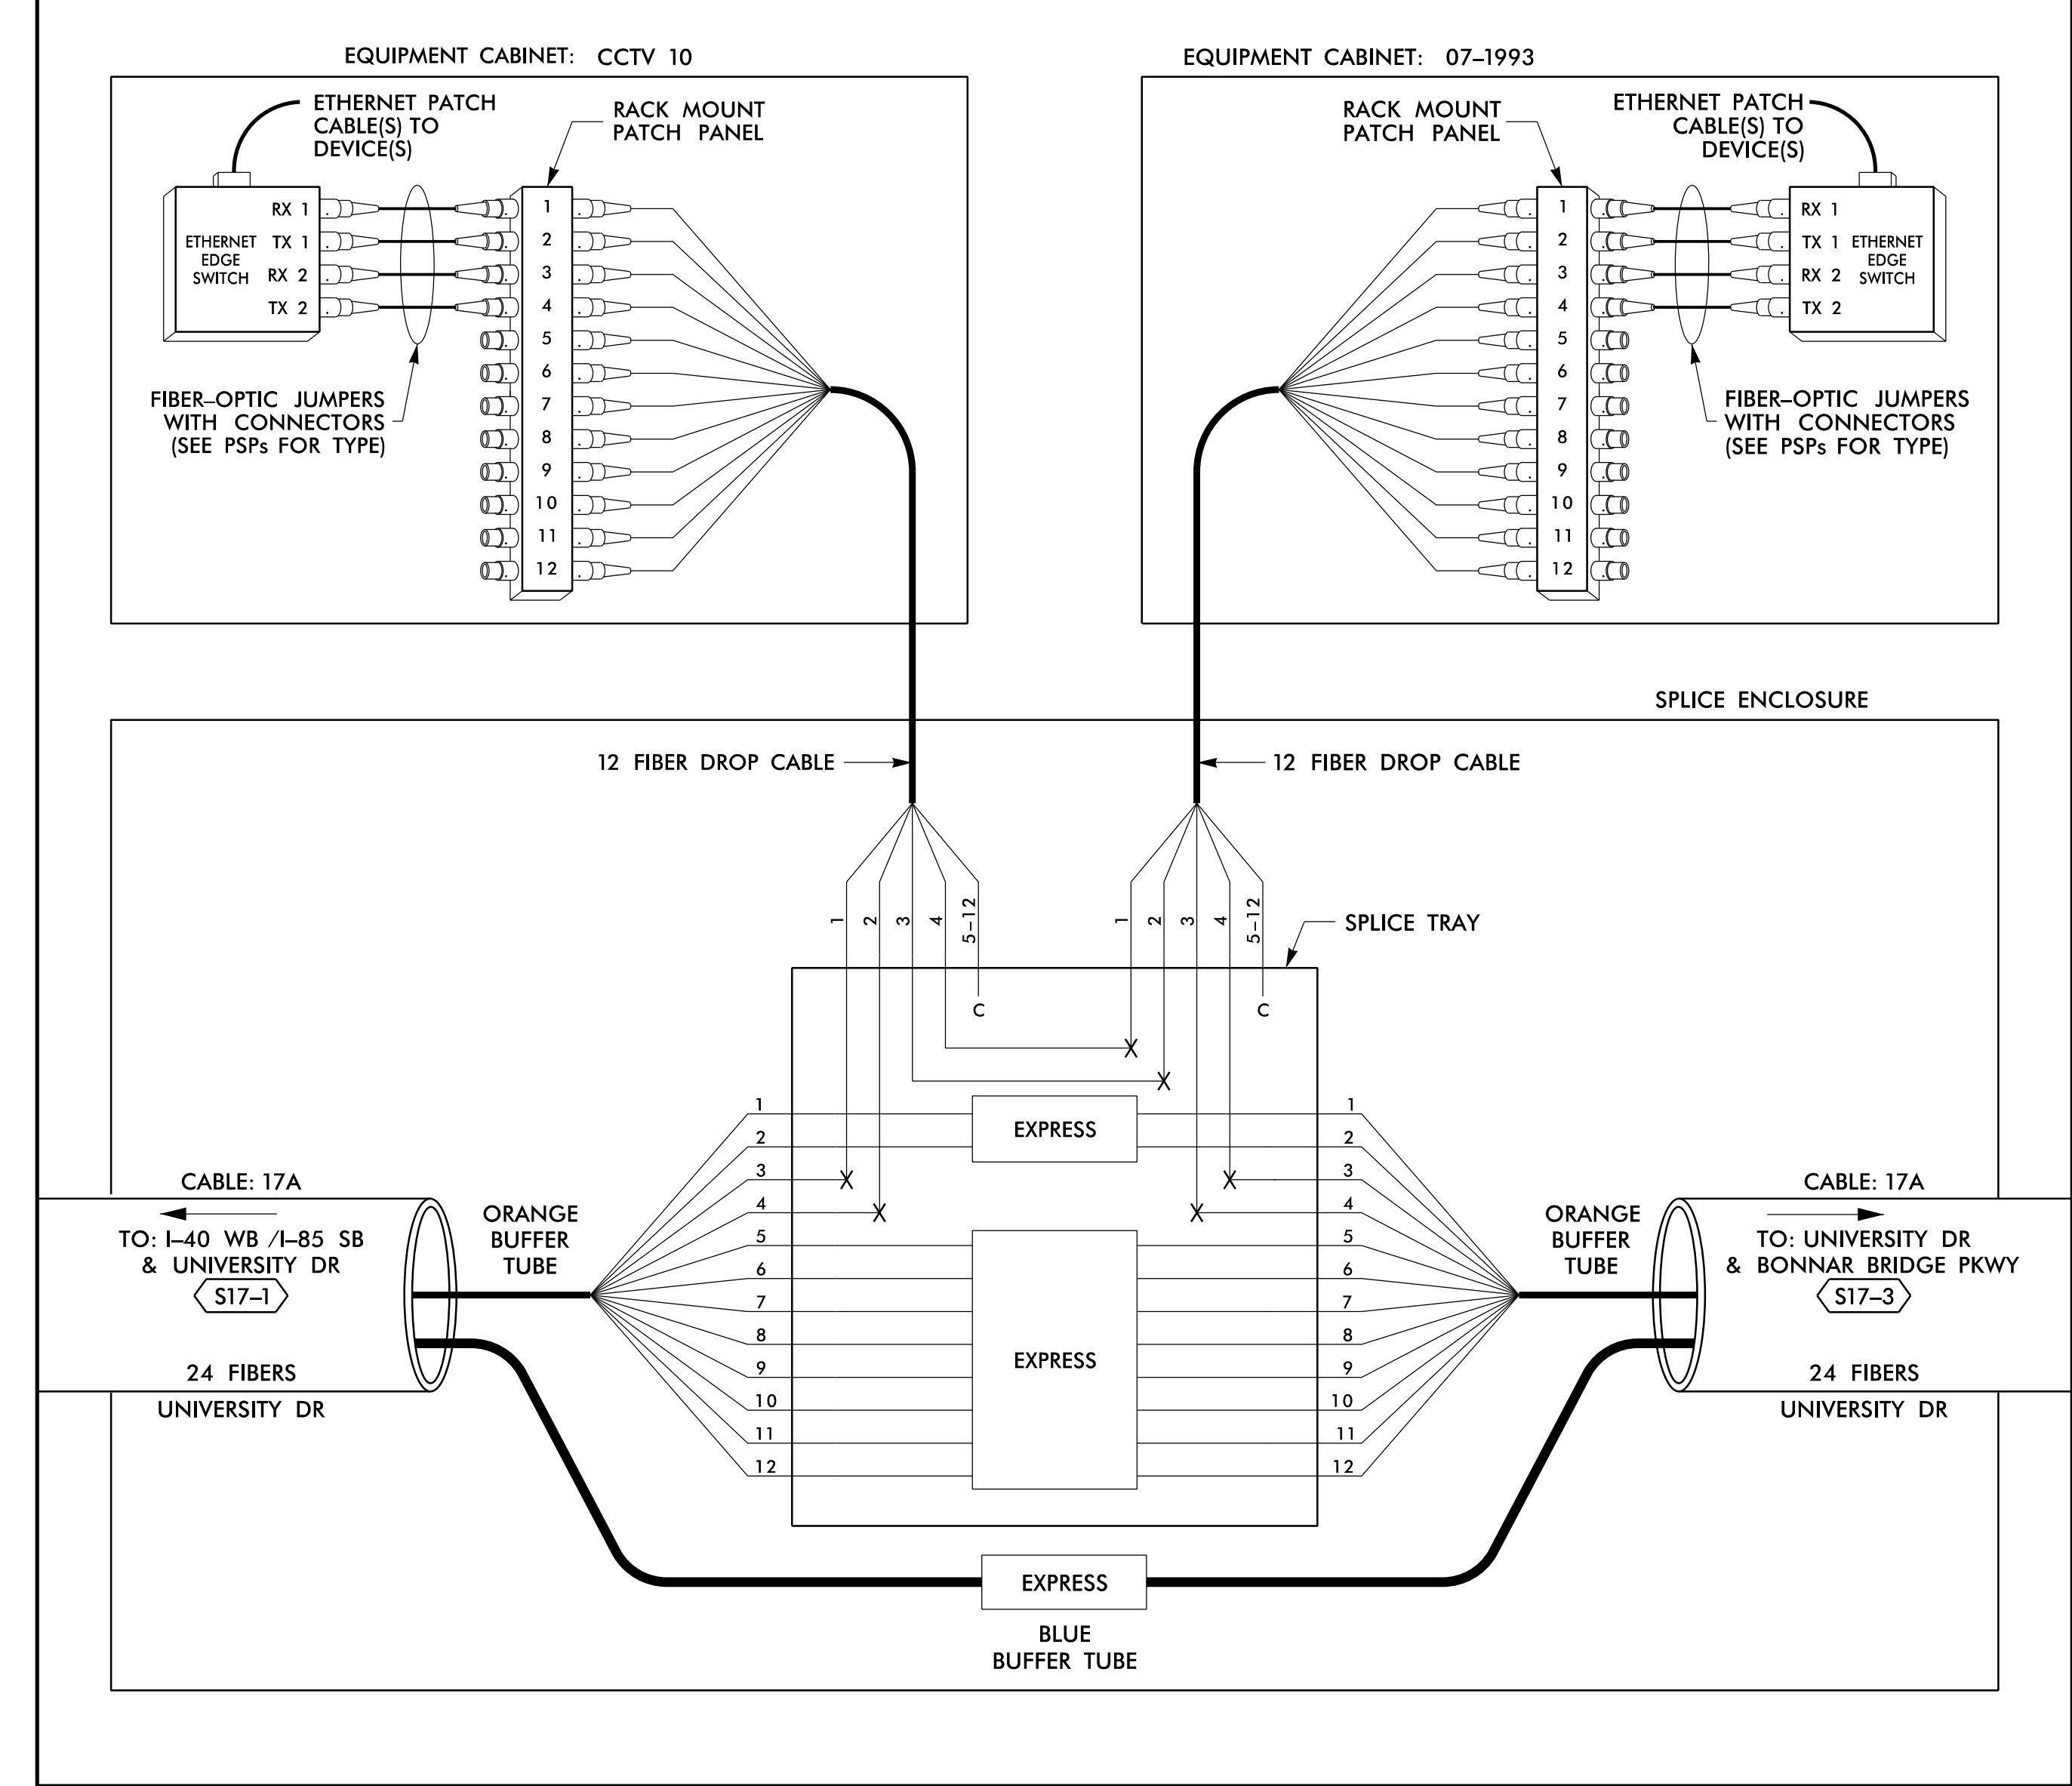 EQUIPMENT CABINET: CCTV 10
ETHERNET PATCH
CABLE(S) TO
DEVICE(S)
RACK MOUNT
PATCH PANEL
RX 1
TX 1
RX 2
TX 2
ETHERNET
EDGE
SWITCH
1
2
3
4
5
6
7
8
9
10
11
12
FIBER–OPTIC JUMPERS
WITH CONNECTORS
(SEE PSPs FOR TYPE)
EQUIPMENT CABINET: 07–1993
RACK MOUNT
PATCH PANEL
ETHERNET PATCH
CABLE(S) TO
DEVICE(S)
1
2
3
4
5
6
7
8
9
10
11
12
RX 1
TX 1
RX 2
TX 2
ETHERNET
EDGE
SWITCH
FIBER–OPTIC JUMPERS
WITH CONNECTORS
(SEE PSPs FOR TYPE)
SPLICE ENCLOSURE
12 FIBER DROP CABLE
12 FIBER DROP CABLE
1
2
3
4
5–12
1
2
3
4
5–12
SPLICE TRAY
C
C
EXPRESS
1
2
3
4
5
6
7
8
9
10
11
12
1
2
3
4
5
6
7
8
9
10
11
12
EXPRESS
CABLE: 17A
TO: I–40 WB /I–85 SB
& UNIVERSITY DR
S17–1
24 FIBERS
UNIVERSITY DR
ORANGE
BUFFER
TUBE
ORANGE
BUFFER
TUBE
CABLE: 17A
TO: UNIVERSITY DR
& BONNAR BRIDGE PKWY
S17–3
24 FIBERS
UNIVERSITY DR
EXPRESS
BLUE
BUFFER TUBE